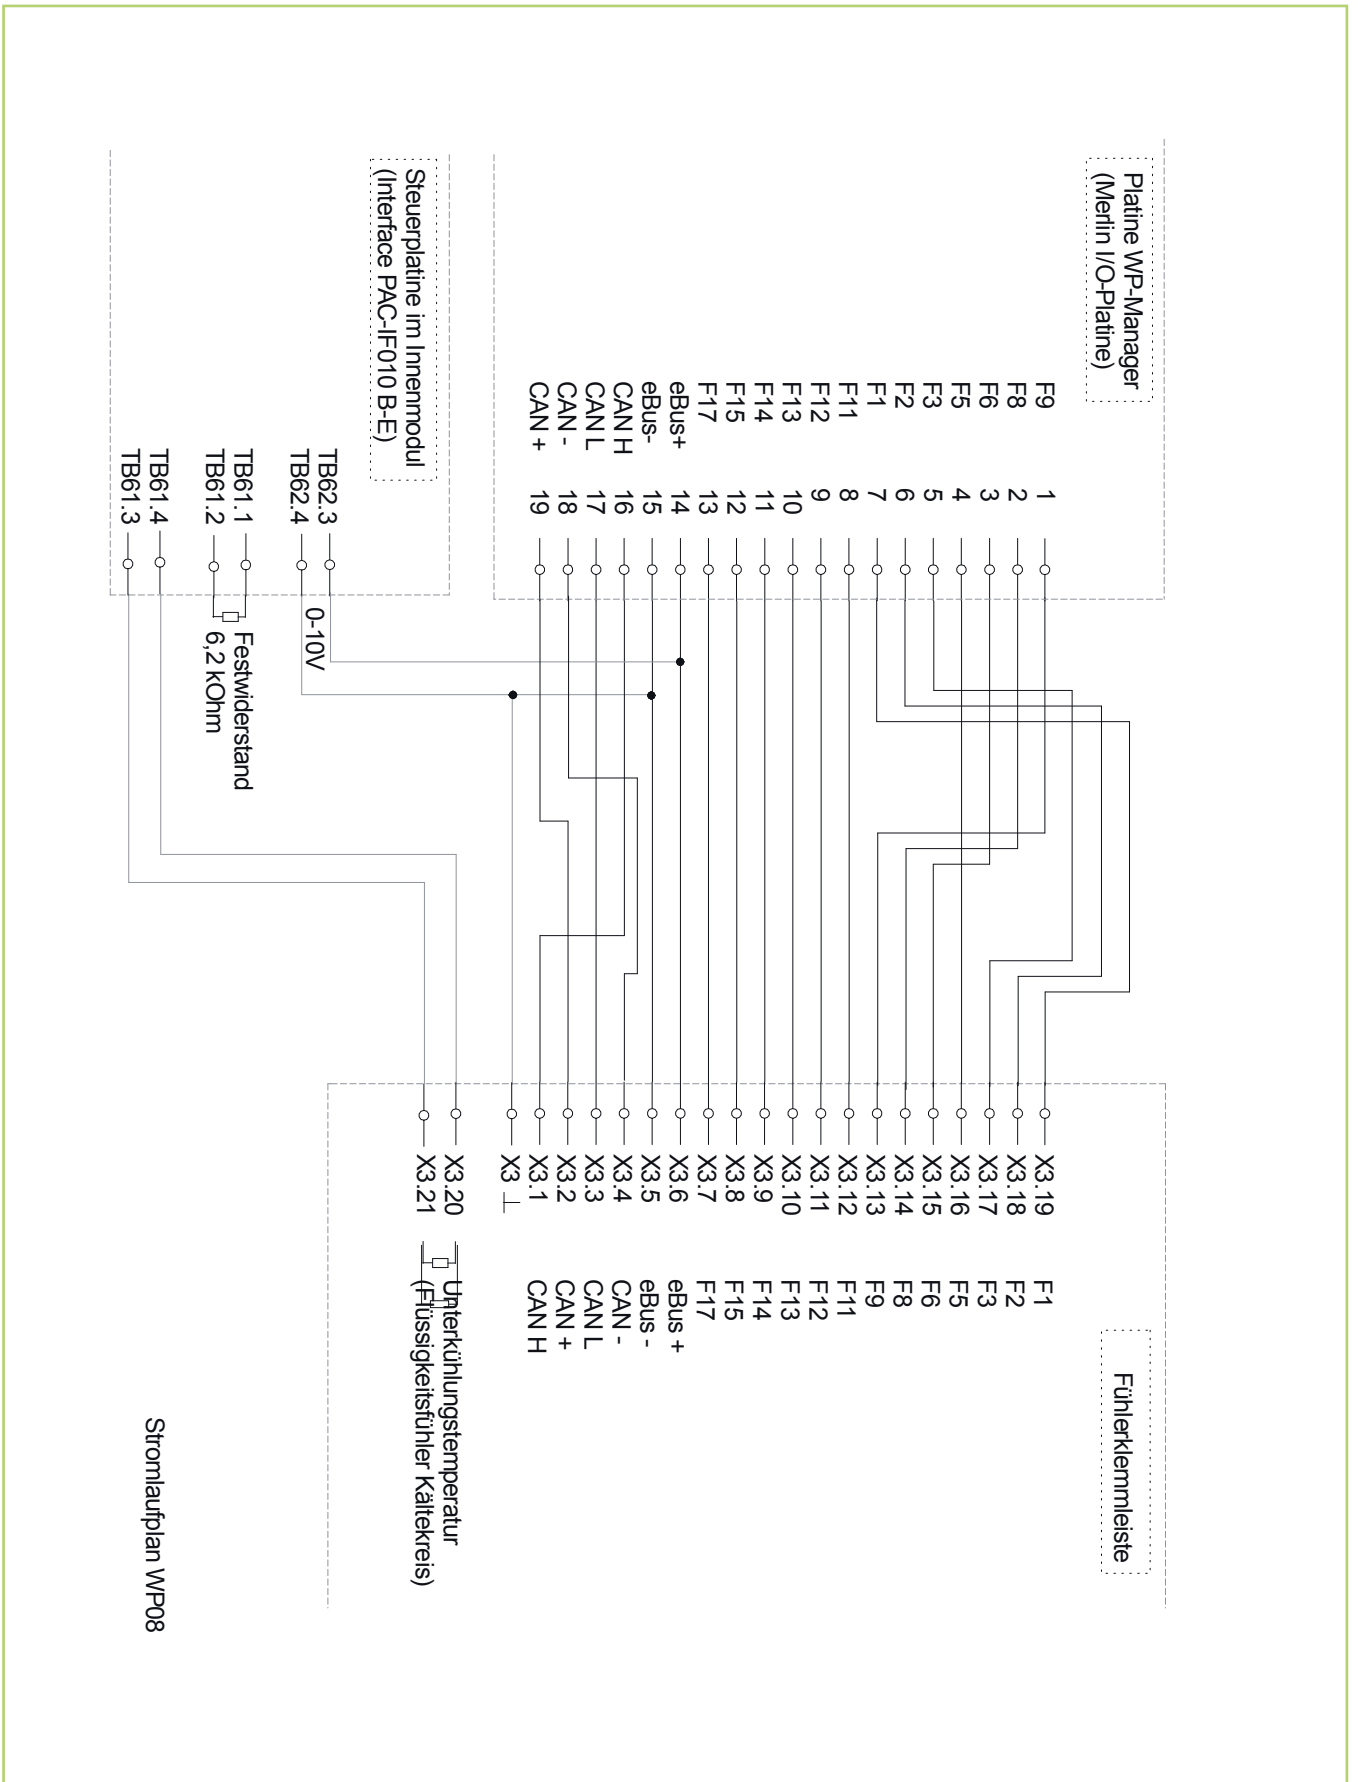 Platine WP-Manager
(Merlin I/O-Platine)
F9 1
F8 2
F6 3
F5 4
F3 5
F2 6
F1 7
F11 8
F12 9
F13 10
F14 11
F15 12
F17 13
eBus+ 14
eBus- 15
CAN H 16
CAN L 17
CAN - 18
CAN + 19
Steuerplatine im Innenmodul
(Interface PAC-IF010 B-E)
TB62.3
TB62.4
0-10V
TB61.1
TB61.2
Festwiderstand
6,2 kOhm
TB61.4
TB61.3
Fühlerklemmleiste
X3.19 F1
X3.18 F2
X3.17 F3
X3.16 F5
X3.15 F6
X3.14 F8
X3.13 F9
X3.12 F11
X3.11 F12
X3.10 F13
X3.9 F14
X3.8 F15
X3.7 F17
X3.6 eBus +
X3.5 eBus -
X3.4 CAN -
X3.3 CAN L
X3.2 CAN +
X3.1 CAN H
X3 ⊥
X3.20
X3.21
Unterkühlungstemperatur
(Flüssigkeitsfühler Kältekreis)
Stromlaufplan WP08